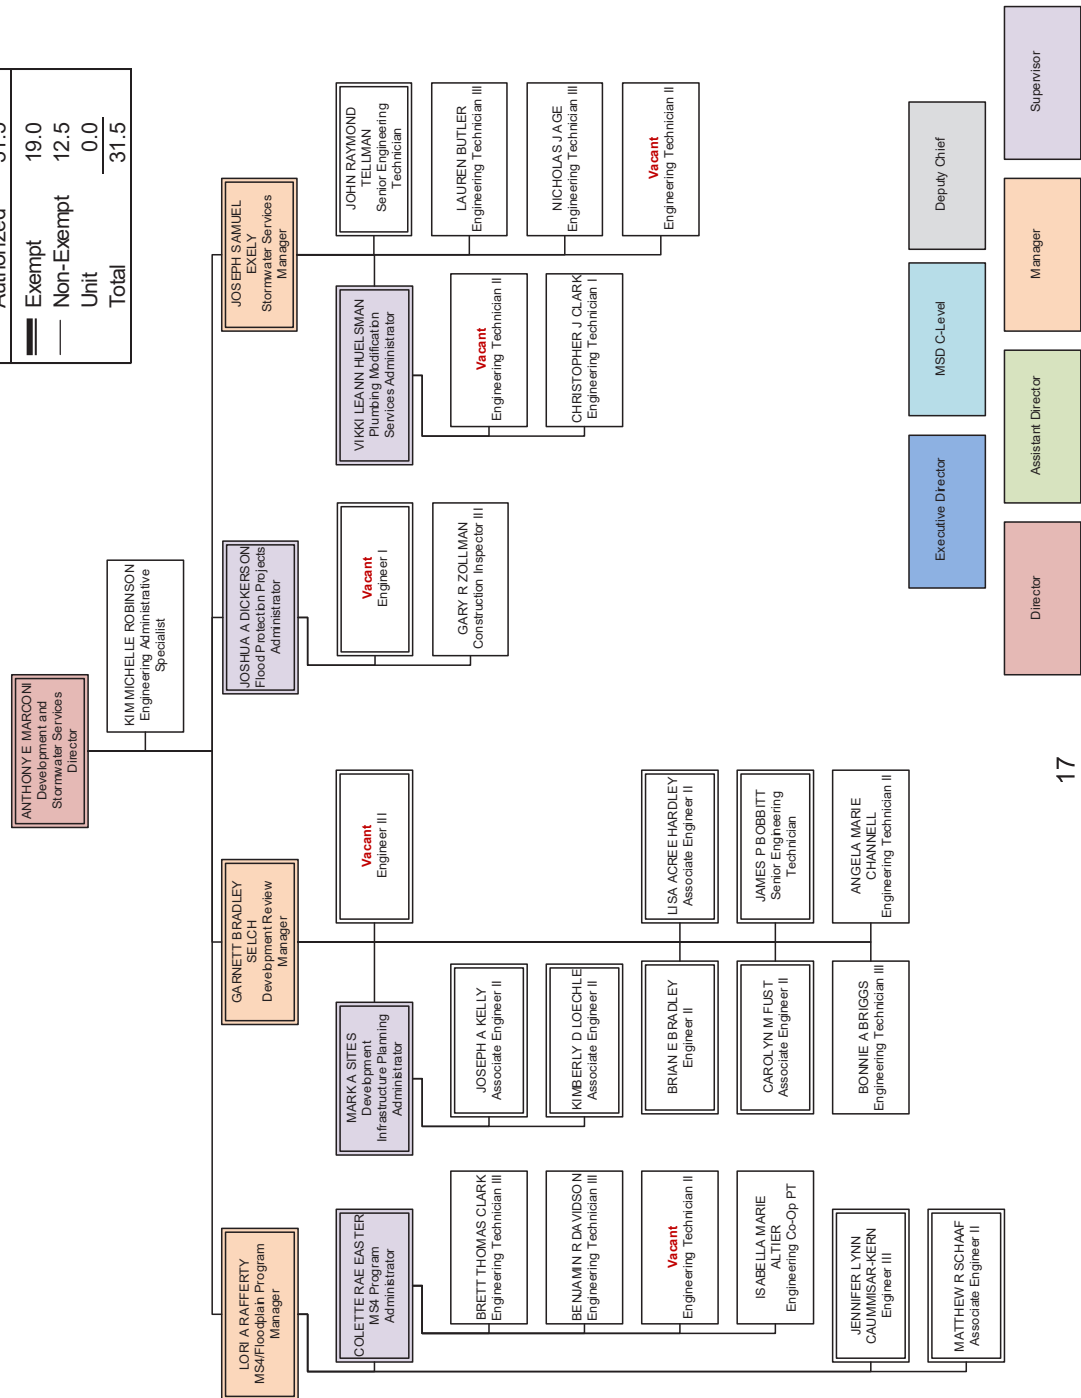 Authorized 31.5
Exempt 19.0
Non-Exempt 12.5
Unit 0.0
Total 31.5
ANTHONY E MARCONI
Development and
Stormwater Services
Director
KIM MICHELLE ROBINSON
Engineering Administrative
Specialist
LORI A RAFFERTY
MS4/Floodplain Program
Manager
GARNETT BRADLEY
SELCH
Development Review
Manager
JOSHUA A DICKERSON
Flood Protection Projects
Administrator
JOSEPH SAMUEL
EXELY
Stormwater Services
Manager
COLETTE RAE EASTER
MS4 Program
Administrator
BRETT THOMAS CLARK
Engineering Technician III
BENJAMIN R DAVIDSON
Engineering Technician III
Vacant
Engineering Technician II
ISABELLA MARIE
ALTIER
Engineering Co-Op PT
JENNIFER LYNN
CAUMMISAR-KERN
Engineer III
MATTHEW R SCHAAF
Associate Engineer II
MARK A SITES
Development
Infrastructure Planning
Administrator
Vacant
Engineer III
JOSEPH A KELLY
Associate Engineer II
KIMBERLY D LOECHLE
Associate Engineer II
BRIAN E BRADLEY
Engineer II
LISA ACREE HARDLEY
Associate Engineer II
CAROLYN M FUST
Associate Engineer II
JAMES P BOBBITT
Senior Engineering
Technician
BONNIE A BRIGGS
Engineering Technician III
ANGELA MARIE
CHANNELL
Engineering Technician II
Vacant
Engineer I
GARY R ZOLLMAN
Construction Inspector III
VIKKI LEANN HUELSMAN
Plumbing Modification
Services Administrator
JOHN RAYMOND
TELLMAN
Senior Engineering
Technician
Vacant
Engineering Technician II
CHRISTOPHER J CLARK
Engineering Technician I
LAUREN BUTLER
Engineering Technician III
NICHOLAS J AGE
Engineering Technician III
Vacant
Engineering Technician II
Executive Director
MSD C-Level
Deputy Chief
Director
Assistant Director
Manager
Supervisor
17